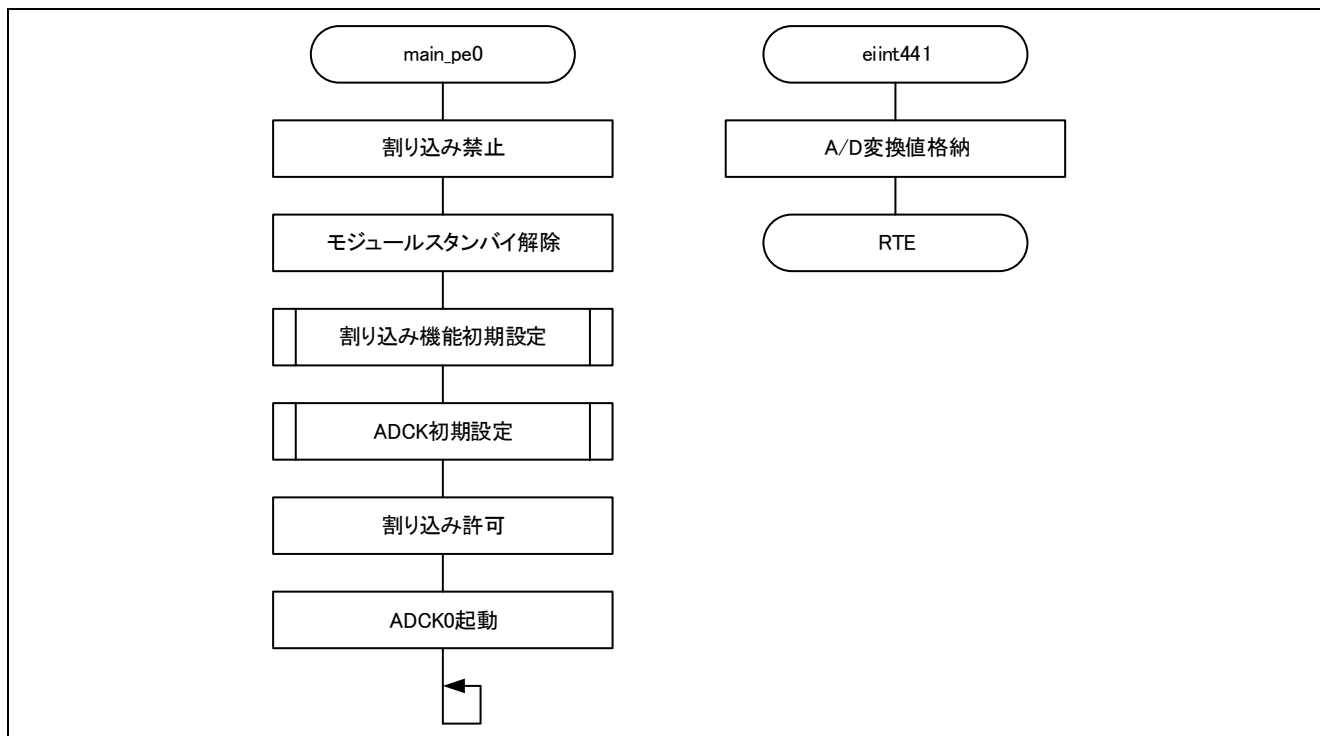 main_pe0
割り込み禁止
モジュールスタンバイ解除
割り込み機能初期設定
ADCK初期設定
割り込み許可
ADCK0起動
eiint441
A/D変換値格納
RTE